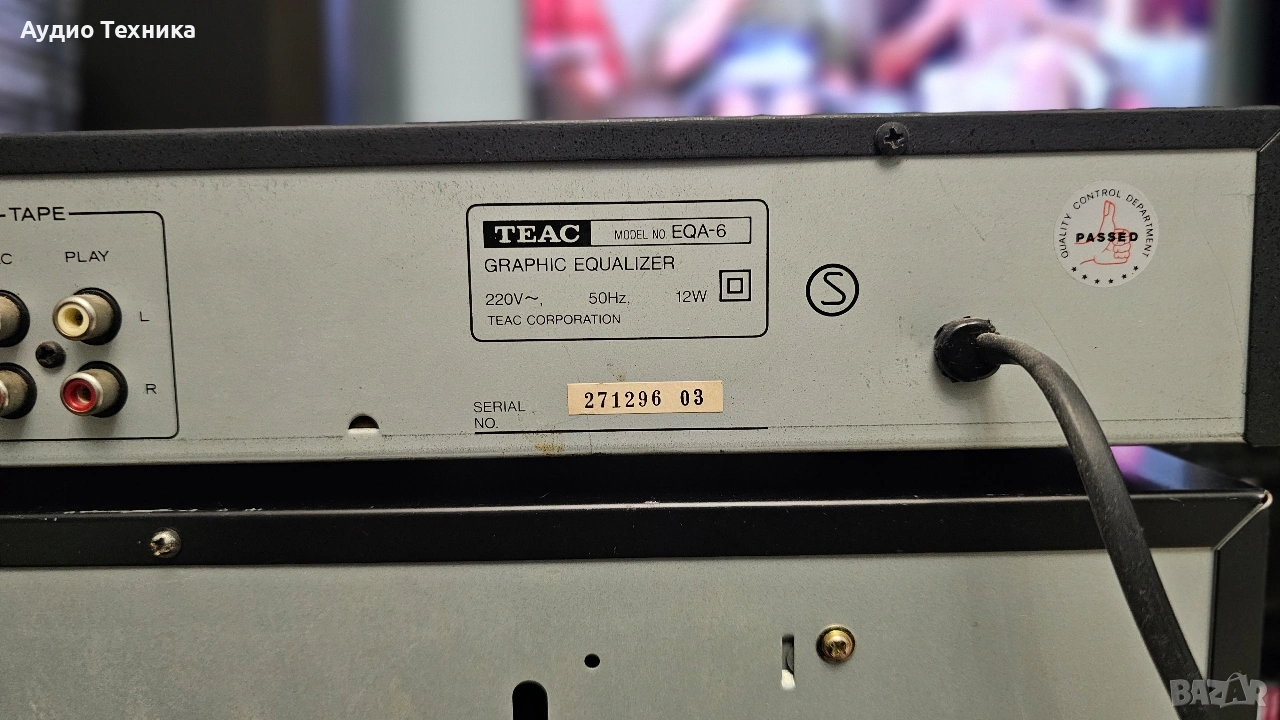 Аудио Техника
TAPE
C PLAY
L
R
TEAC MODEL NO. EQA-6
GRAPHIC EQUALIZER
220V~, 50Hz, 12W
TEAC CORPORATION
S
SERIAL NO. 271296 03
QUALITY CONTROL DEPARTMENT
PASSED
BAZAR